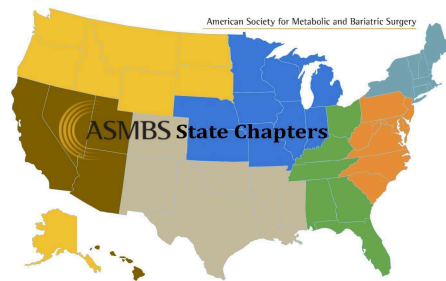 American Society for Metabolic and Bariatric Surgery
ASMBS State Chapters